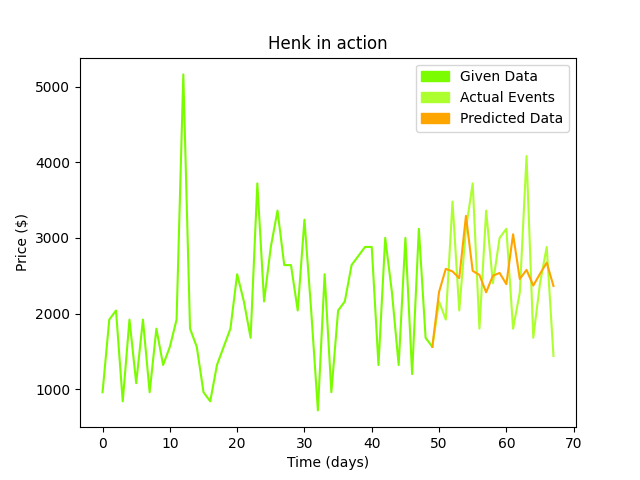 Henk in action
Given Data
Actual Events
Predicted Data
Price ($)
5000
4000
3000
2000
1000
0 10 20 30 40 50 60 70
Time (days)